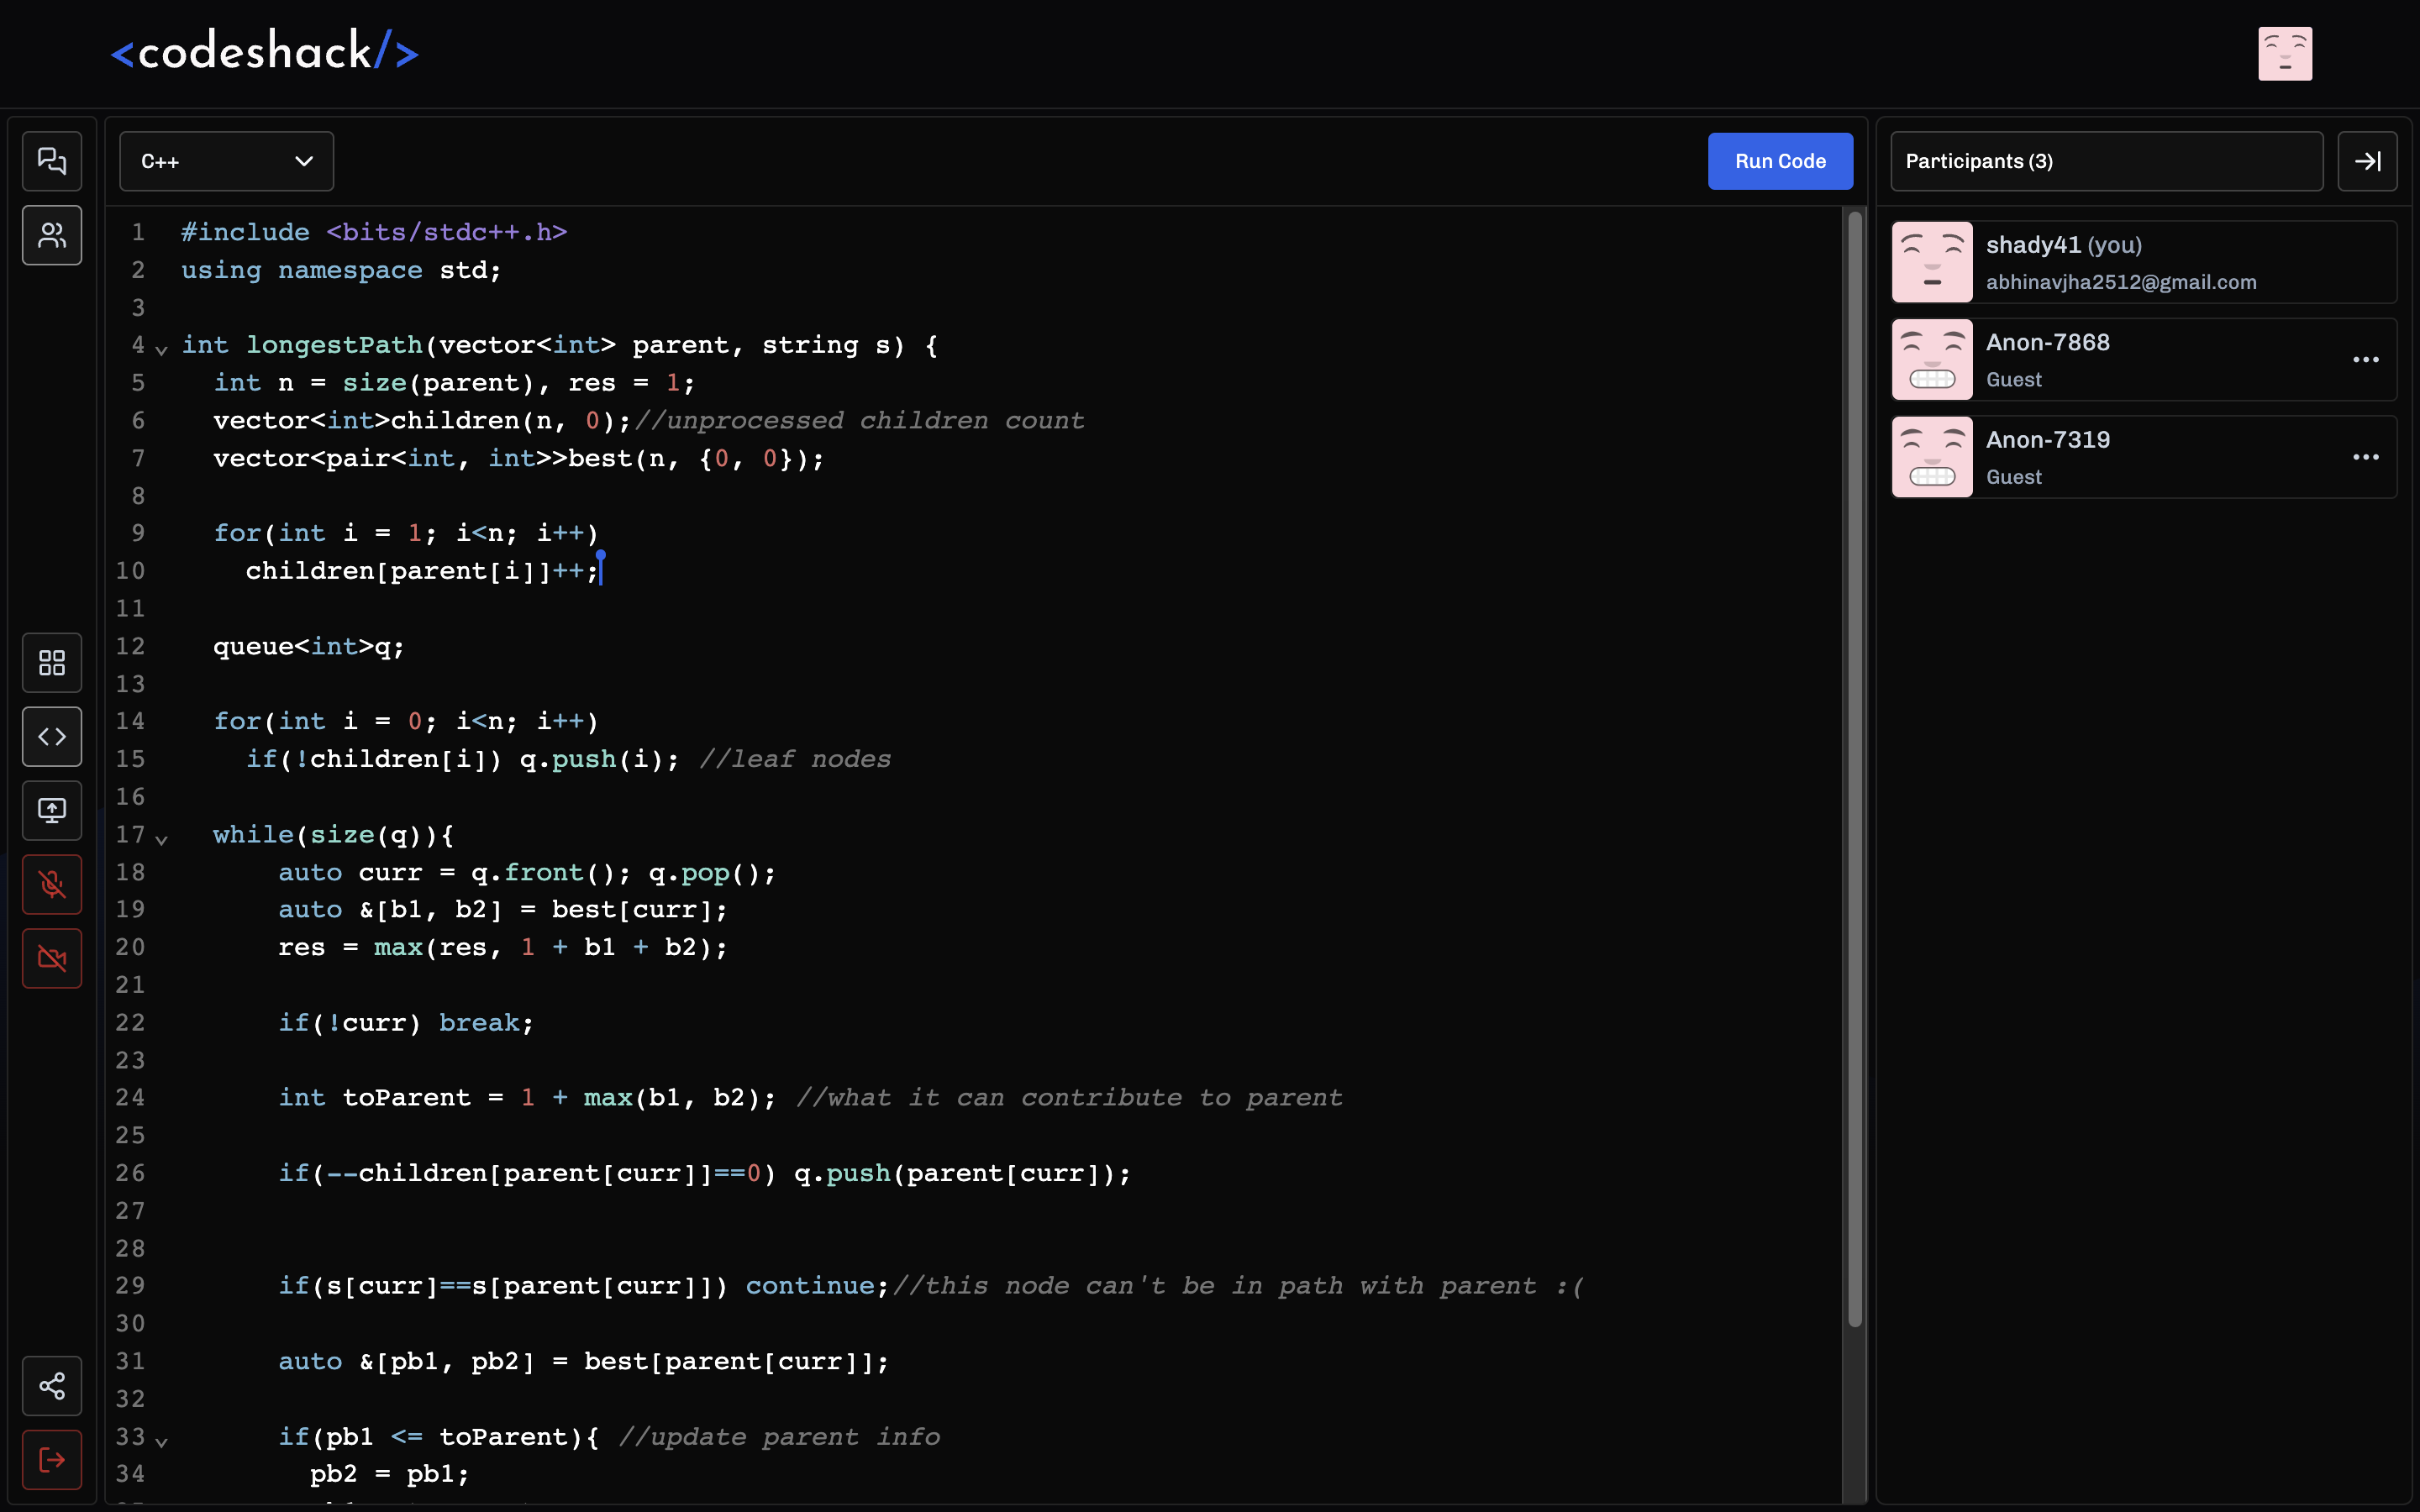 <codeshack/>
C++
Run Code
Participants (3)
shady41 (you)
abhinavjha2512@gmail.com
Anon-7868
Guest
Anon-7319
Guest
1 #include <bits/stdc++.h>
2 using namespace std;
3
4 int longestPath(vector<int> parent, string s) {
5 int n = size(parent), res = 1;
6 vector<int>children(n, 0);//unprocessed children count
7 vector<pair<int, int>>best(n, {0, 0});
8
9 for(int i = 1; i<n; i++)
10 children[parent[i]]++;
11
12 queue<int>q;
13
14 for(int i = 0; i<n; i++)
15 if(!children[i]) q.push(i); //leaf nodes
16
17 while(size(q)){
18 auto curr = q.front(); q.pop();
19 auto &[b1, b2] = best[curr];
20 res = max(res, 1 + b1 + b2);
21
22 if(!curr) break;
23
24 int toParent = 1 + max(b1, b2); //what it can contribute to parent
25
26 if(--children[parent[curr]]==0) q.push(parent[curr]);
27
28
29 if(s[curr]==s[parent[curr]]) continue;//this node can't be in path with parent :(
30
31 auto &[pb1, pb2] = best[parent[curr]];
32
33 if(pb1 <= toParent){ //update parent info
34 pb2 = pb1;